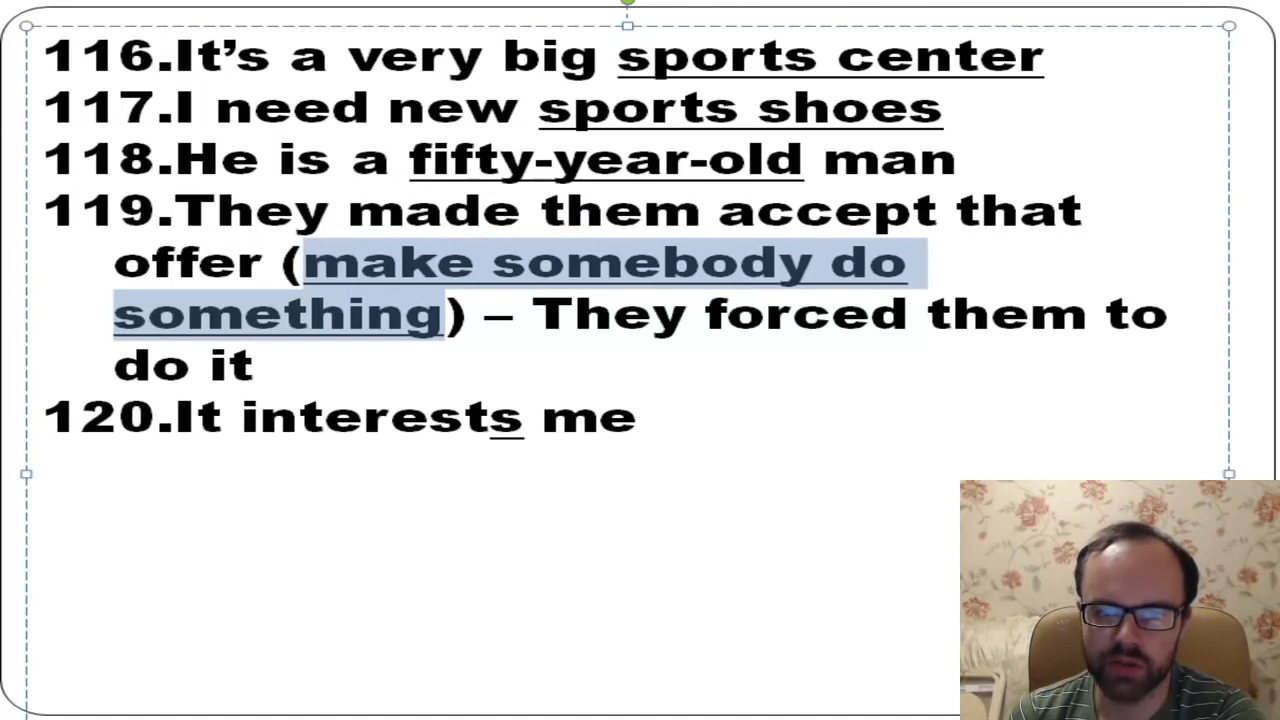 116.It’s a very big sports center
117.I need new sports shoes
118.He is a fifty-year-old man
119.They made them accept that
offer (make somebody do
something) – They forced them to
do it
120.It interests me